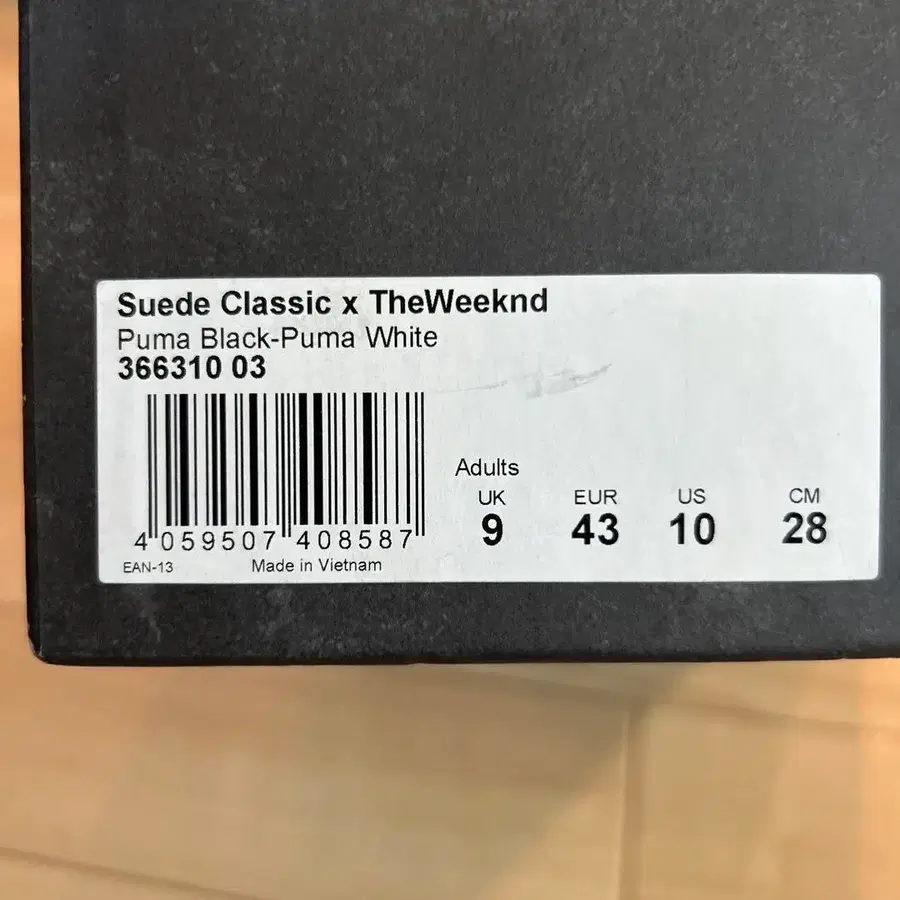 Suede Classic x TheWeeknd
Puma Black-Puma White
366310 03
Adults
UK EUR US CM
9 43 10 28
4 059507 408587
EAN-13 Made in Vietnam